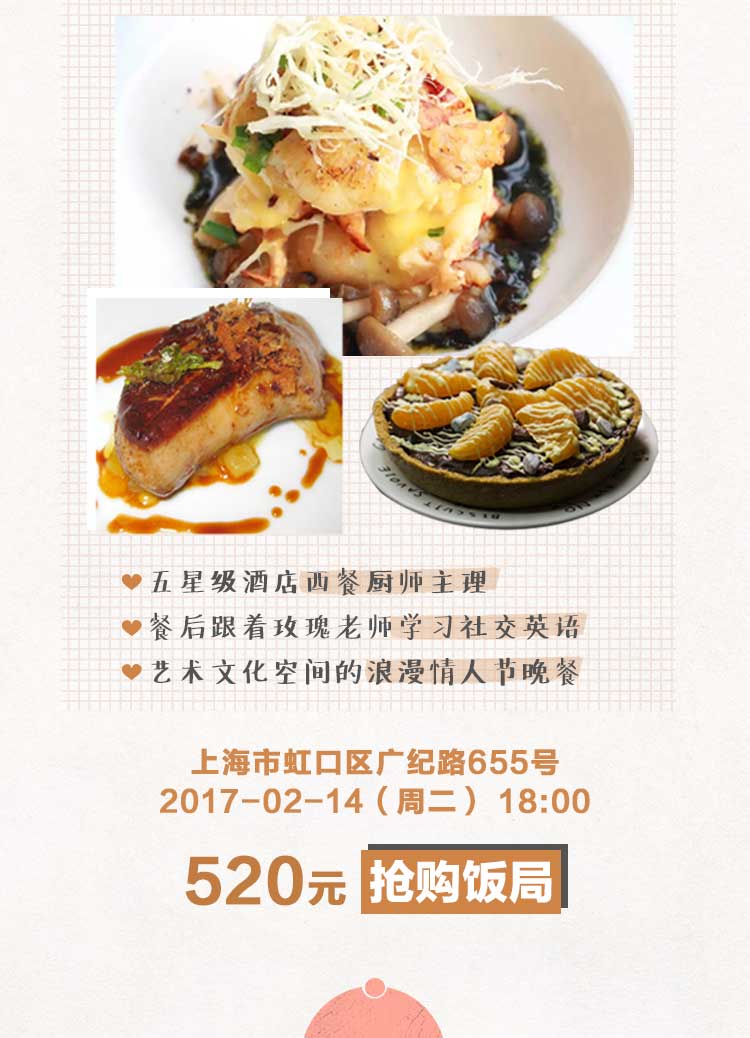 BISCUIT SAVOIE
五星级酒店西餐厨师主理
餐后跟着玫瑰老师学习社交英语
艺术文化空间的浪漫情人节晚餐
上海市虹口区广纪路655号
2017-02-14(周二) 18:00
520元 抢购饭局